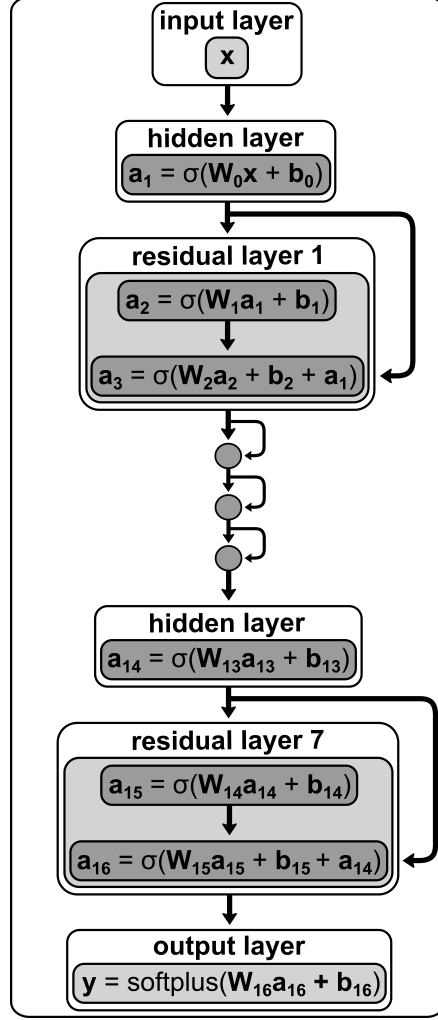 input layer
x
hidden layer
a₁ = σ(W₀x + b₀)
residual layer 1
a₂ = σ(W₁a₁ + b₁)
a₃ = σ(W₂a₂ + b₂ + a₁)
hidden layer
a₁₄ = σ(W₁₃a₁₃ + b₁₃)
residual layer 7
a₁₅ = σ(W₁₄a₁₄ + b₁₄)
a₁₆ = σ(W₁₅a₁₅ + b₁₅ + a₁₄)
output layer
y = softplus(W₁₆a₁₆ + b₁₆)